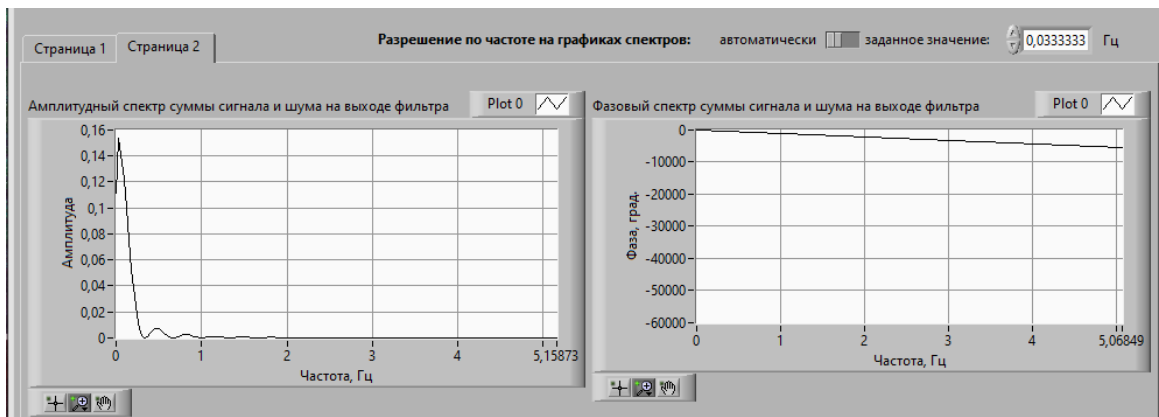 Страница 1
Страница 2
Разрешение по частоте на графиках спектров:
автоматически
заданное значение:
0,0333333
Гц
Амплитудный спектр суммы сигнала и шума на выходе фильтра
Plot 0
0,16
0,14
0,12
0,1
0,08
0,06
0,04
0,02
0
Амплитуда
0 1 2 3 4 5,15873
Частота, Гц
Фазовый спектр суммы сигнала и шума на выходе фильтра
Plot 0
0
-10000
-20000
-30000
-40000
-50000
-60000
Фаза, град.
0 1 2 3 4 5,06849
Частота, Гц